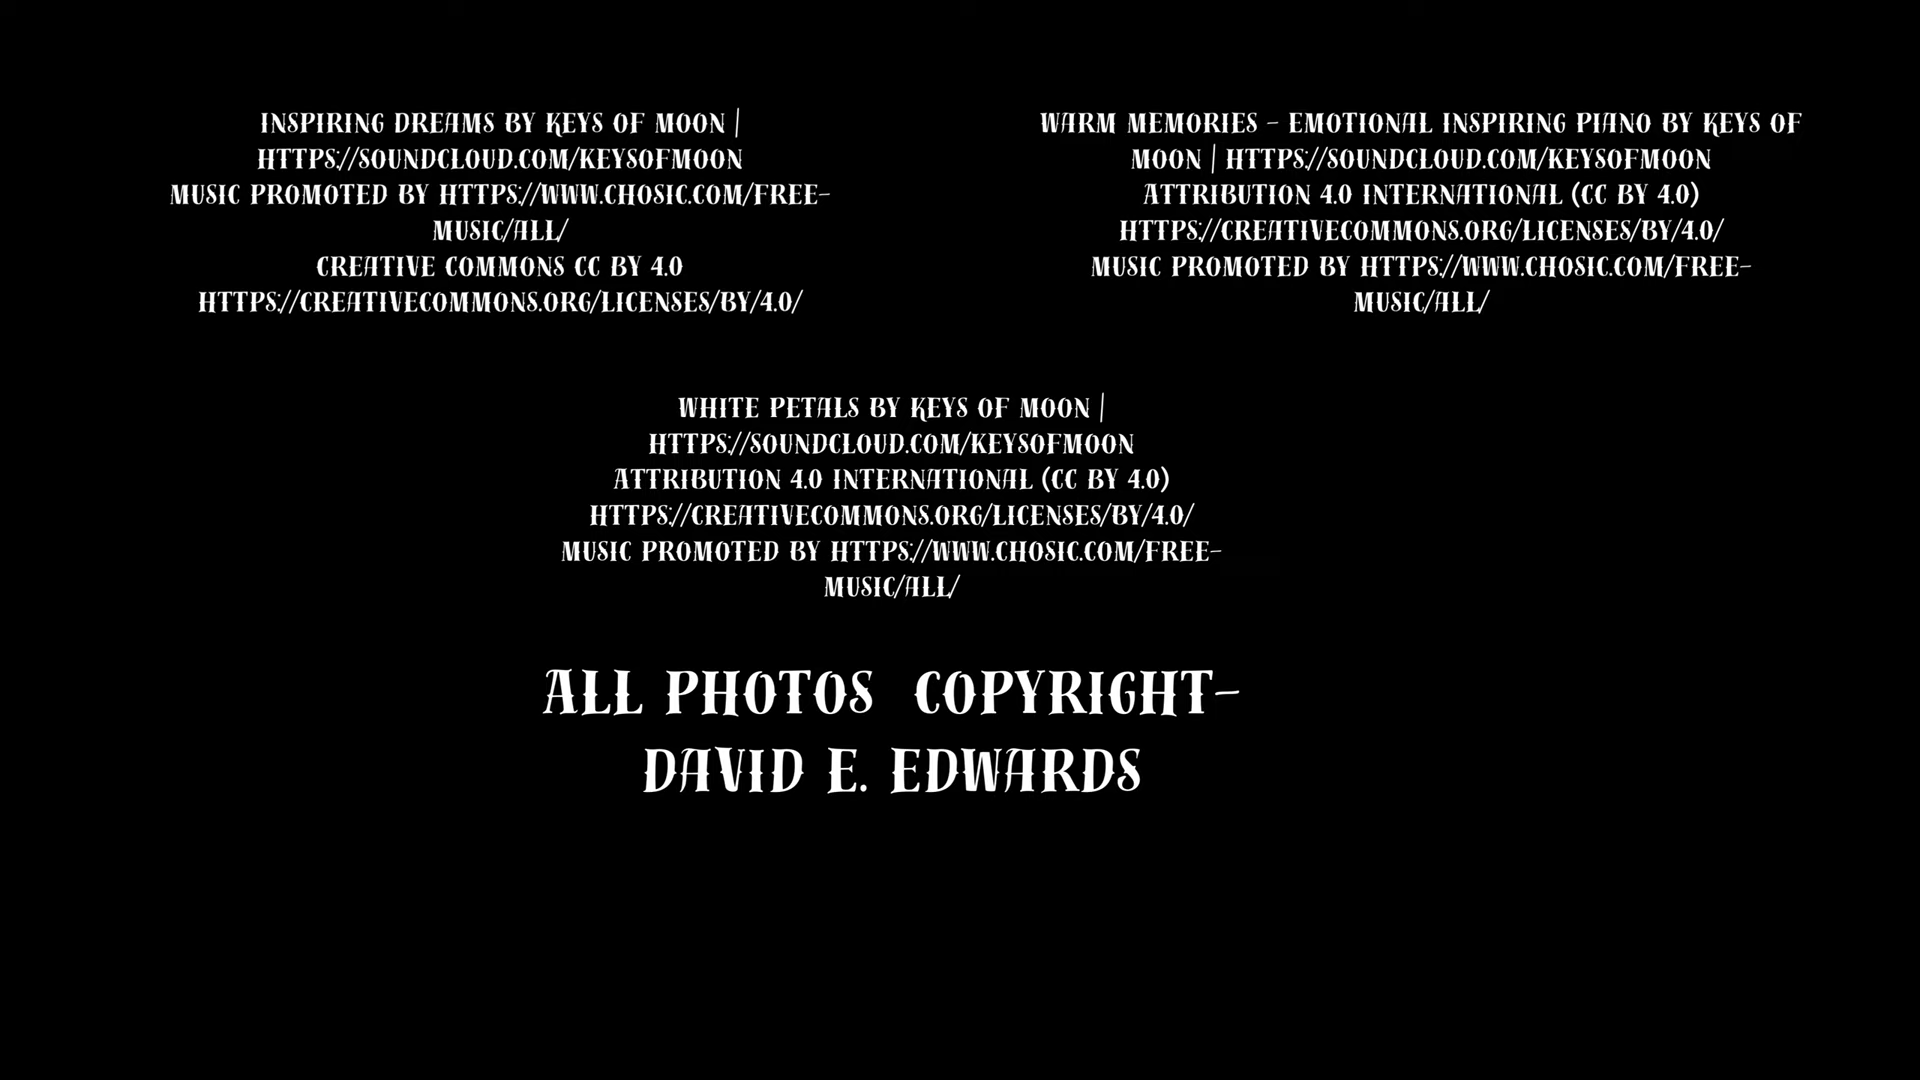 INSPIRING DREAMS BY KEYS OF MOON |
HTTPS://SOUNDCLOUD.COM/KEYSOFMOON
MUSIC PROMOTED BY HTTPS://WWW.CHOSIC.COM/FREE-
MUSIC/ALL/
CREATIVE COMMONS CC BY 4.0
HTTPS://CREATIVECOMMONS.ORG/LICENSES/BY/4.0/
WARM MEMORIES - EMOTIONAL INSPIRING PIANO BY KEYS OF
MOON | HTTPS://SOUNDCLOUD.COM/KEYSOFMOON
ATTRIBUTION 4.0 INTERNATIONAL (CC BY 4.0)
HTTPS://CREATIVECOMMONS.ORG/LICENSES/BY/4.0/
MUSIC PROMOTED BY HTTPS://WWW.CHOSIC.COM/FREE-
MUSIC/ALL/
WHITE PETALS BY KEYS OF MOON |
HTTPS://SOUNDCLOUD.COM/KEYSOFMOON
ATTRIBUTION 4.0 INTERNATIONAL (CC BY 4.0)
HTTPS://CREATIVECOMMONS.ORG/LICENSES/BY/4.0/
MUSIC PROMOTED BY HTTPS://WWW.CHOSIC.COM/FREE-
MUSIC/ALL/
ALL PHOTOS COPYRIGHT-
DAVID E. EDWARDS